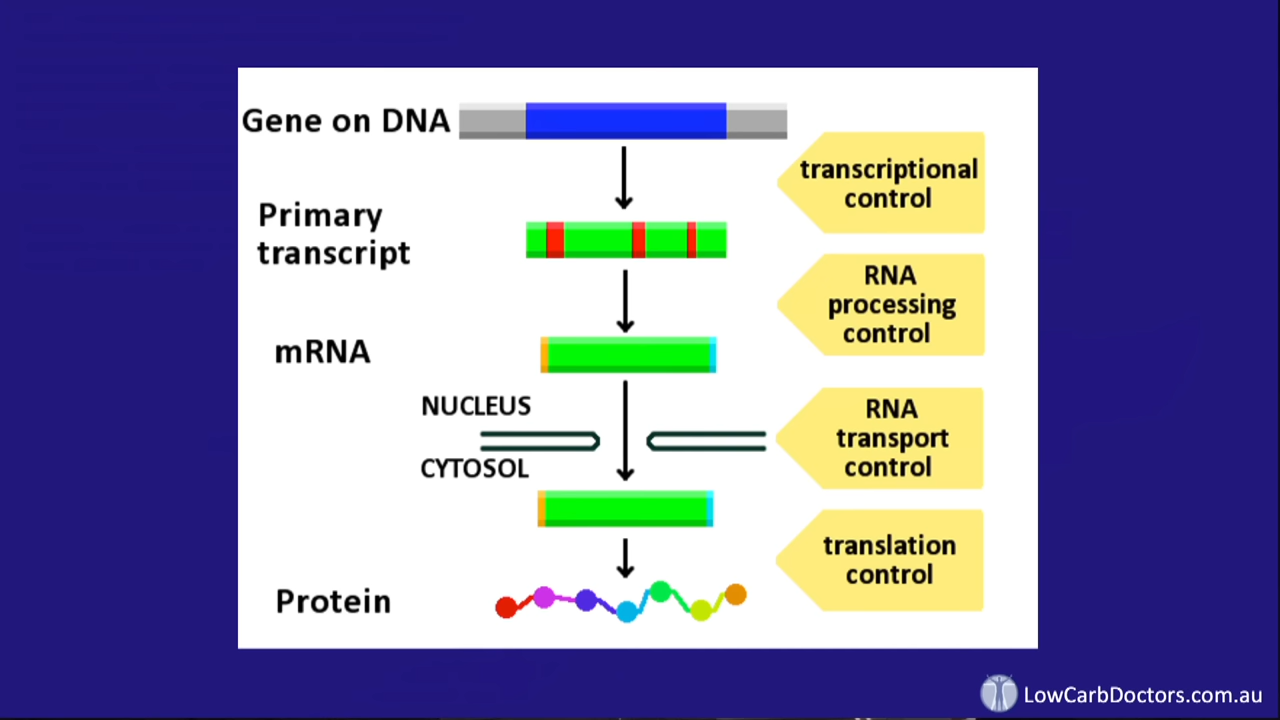 Gene on DNA
transcriptional
control
Primary
transcript
RNA
processing
control
mRNA
NUCLEUS
CYTOSOL
RNA
transport
control
translation
control
Protein
LowCarbDoctors.com.au